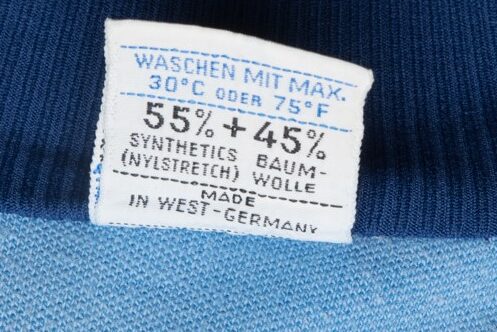 WASCHEN MIT MAX.
30°C ODER 75°F
55% + 45%
SYNTHETICS BAUM-
(NYLSTRETCH) WOLLE
MADE
IN WEST-GERMANY